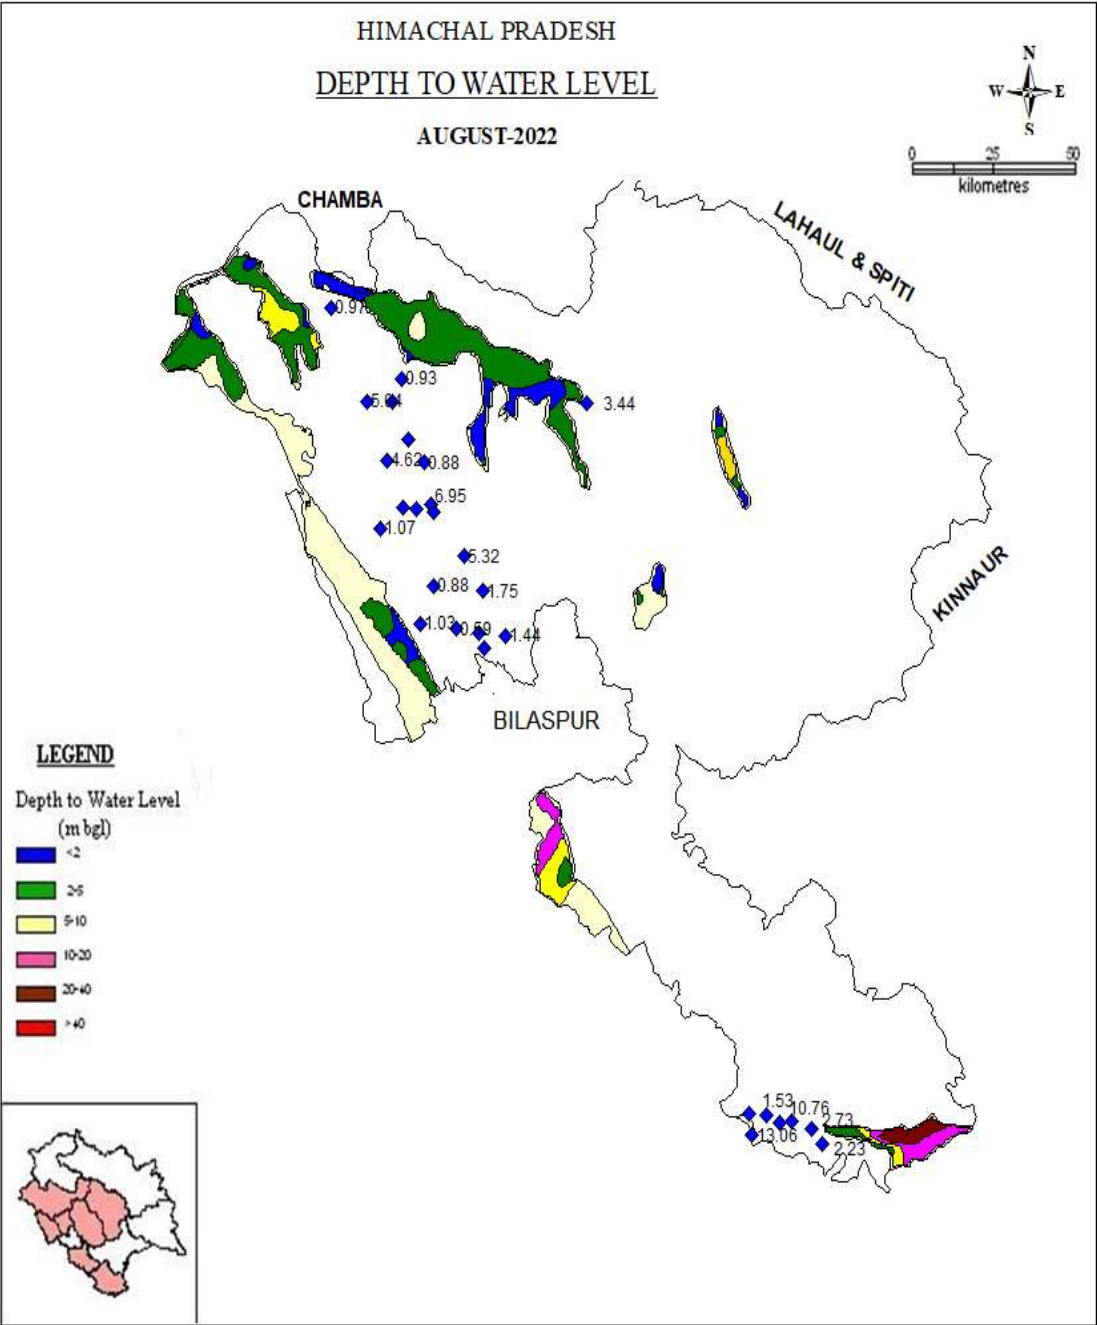 HIMACHAL PRADESH
DEPTH TO WATER LEVEL
AUGUST-2022
N
W E
S
0 25 50
kilometres
CHAMBA
LAHAUL & SPITI
KINNAUR
BILASPUR
0.97
0.93
5.04
3.44
4.62
0.88
6.95
1.07
5.32
0.88
1.75
1.03
0.59
1.44
1.53
10.76
2.73
13.06
2.23
LEGEND
Depth to Water Level
(m bgl)
<2
2-5
5-10
10-20
20-40
>40